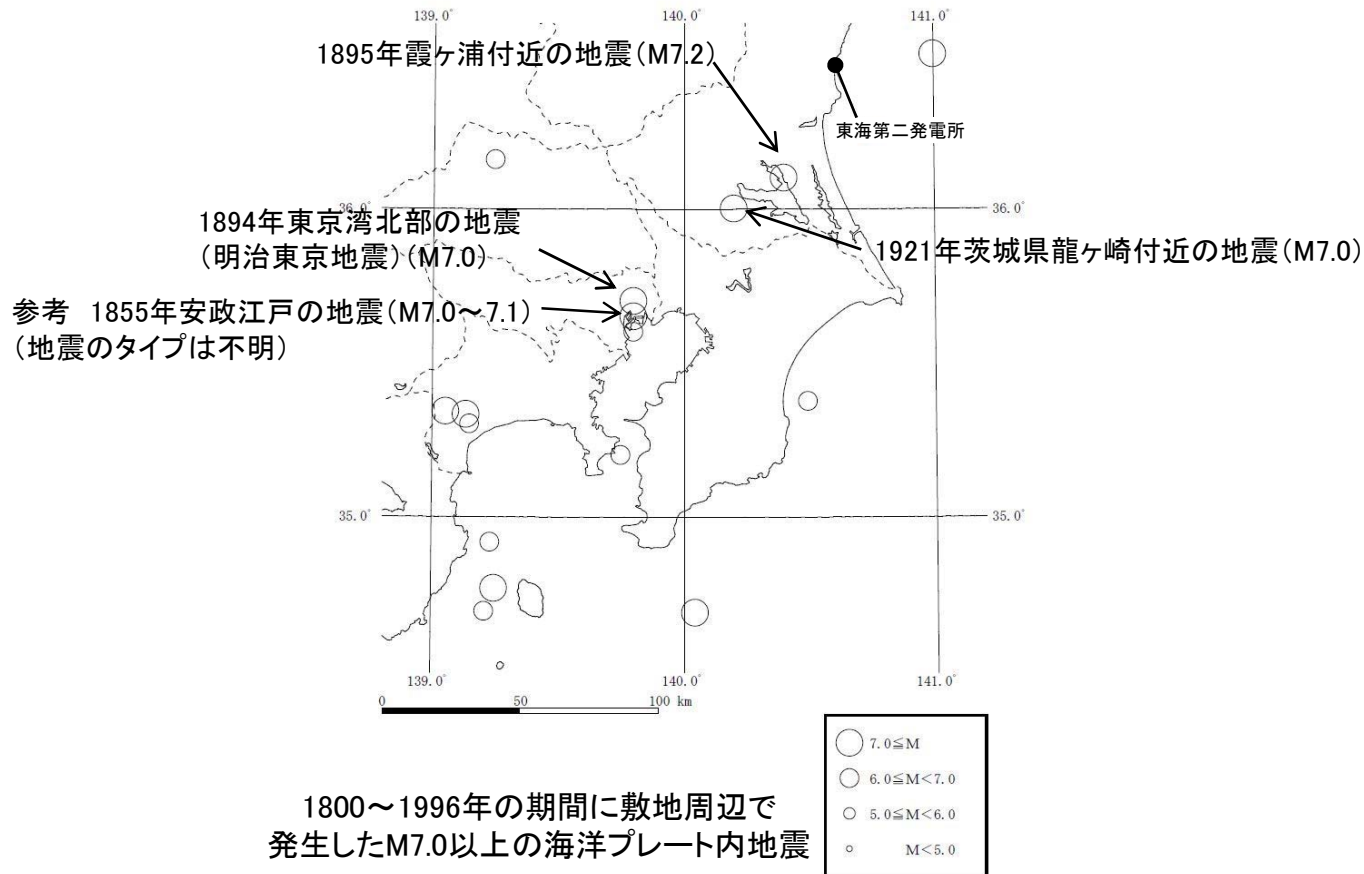 139.0°
140.0°
141.0°
1895年霞ヶ浦付近の地震(M7.2)
東海第二発電所
36.0°
36.0°
1894年東京湾北部の地震
(明治東京地震)(M7.0)
1921年茨城県龍ヶ崎付近の地震(M7.0)
参考 1855年安政江戸の地震(M7.0～7.1)
(地震のタイプは不明)
35.0°
35.0°
139.0°
140.0°
141.0°
0 50 100 km
7.0≦M
6.0≦M<7.0
5.0≦M<6.0
M<5.0
1800～1996年の期間に敷地周辺で
発生したM7.0以上の海洋プレート内地震